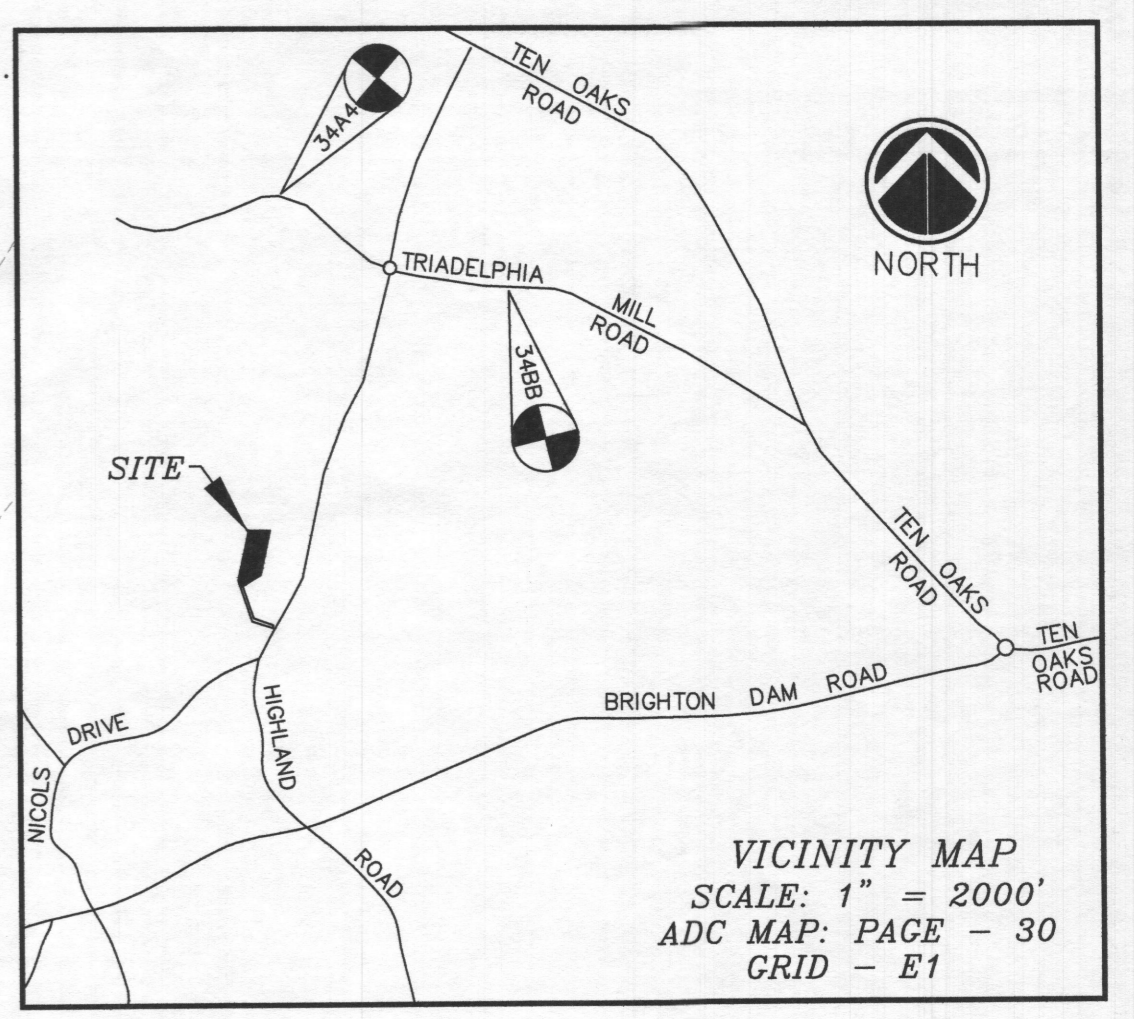 TEN OAKS
ROAD
34A4
NORTH
TRIADELPHIA
MILL
ROAD
34BB
SITE
TEN OAKS
ROAD
TEN
OAKS
ROAD
BRIGHTON DAM ROAD
HIGHLAND
ROAD
NICOLS
DRIVE
VICINITY MAP
SCALE: 1" = 2000'
ADC MAP: PAGE - 30
GRID - E1